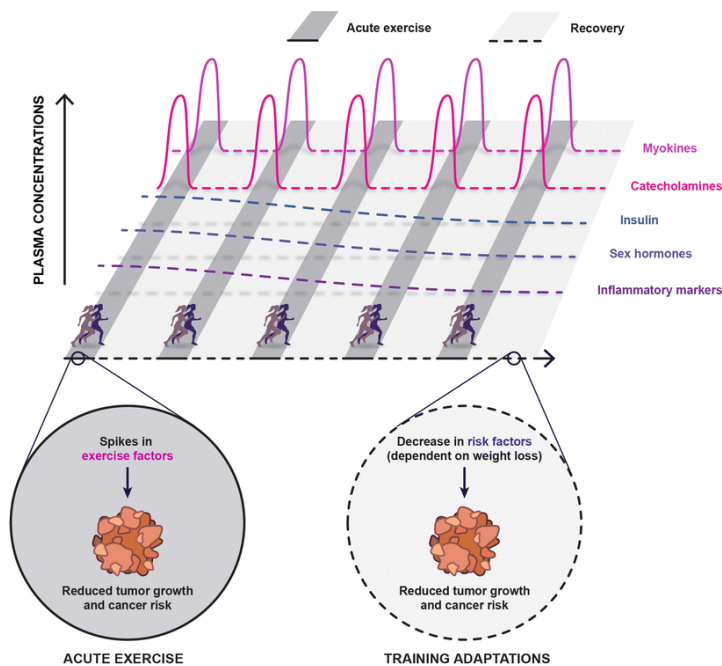 Acute exercise
Recovery
PLASMA CONCENTRATIONS
Myokines
Catecholamines
Insulin
Sex hormones
Inflammatory markers
Spikes in
exercise factors
Reduced tumor growth
and cancer risk
ACUTE EXERCISE
Decrease in risk factors
(dependent on weight loss)
Reduced tumor growth
and cancer risk
TRAINING ADAPTATIONS